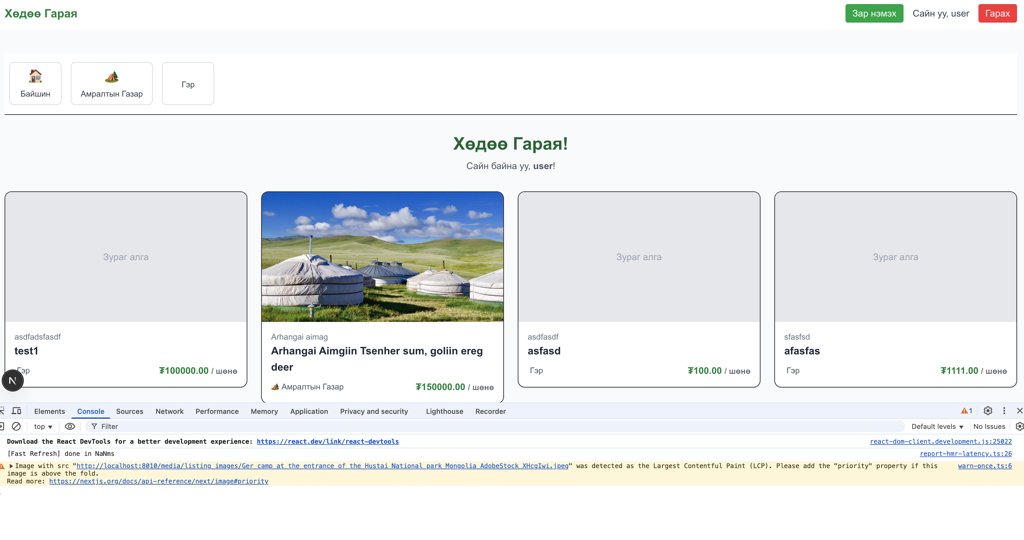 Хөдөө Гарая
Зар нэмэх
Сайн уу, user
Гарах
Байшин
Амралтын Газар
Гэр
Хөдөө Гарая!
Сайн байна уу, user!
Зураг алга
asdfadsfasdf
test1
Гэр
₮100000.00 / шөнө
Arhangai aimag
Arhangai Aimgiin Tsenher sum, goliin ereg
deer
Амралтын Газар
₮150000.00 / шөнө
Зураг алга
asdfasdf
asfasd
Гэр
₮100.00 / шөнө
Зураг алга
sfasfsd
afasfas
Гэр
₮1111.00 / шөнө
N
Elements Console Sources Network Performance Memory Application Privacy and security Lighthouse Recorder 1
top Filter Default levels No Issues
Download the React DevTools for a better development experience: https://react.dev/link/react-devtools react-dom-client.development.js:25022
[Fast Refresh] done in NaNms report-hmr-latency.ts:26
Image with src "http://localhost:8010/media/listing_images/Ger_camp_at_the_entrance_of_the_Hustai_National_park_Mongolia_AdobeStock_XHcgIwi.jpeg" was detected as the Largest Contentful Paint (LCP). Please add the "priority" property if this warn-once.ts:6
image is above the fold.
Read more: https://nextjs.org/docs/api-reference/next/image#priority